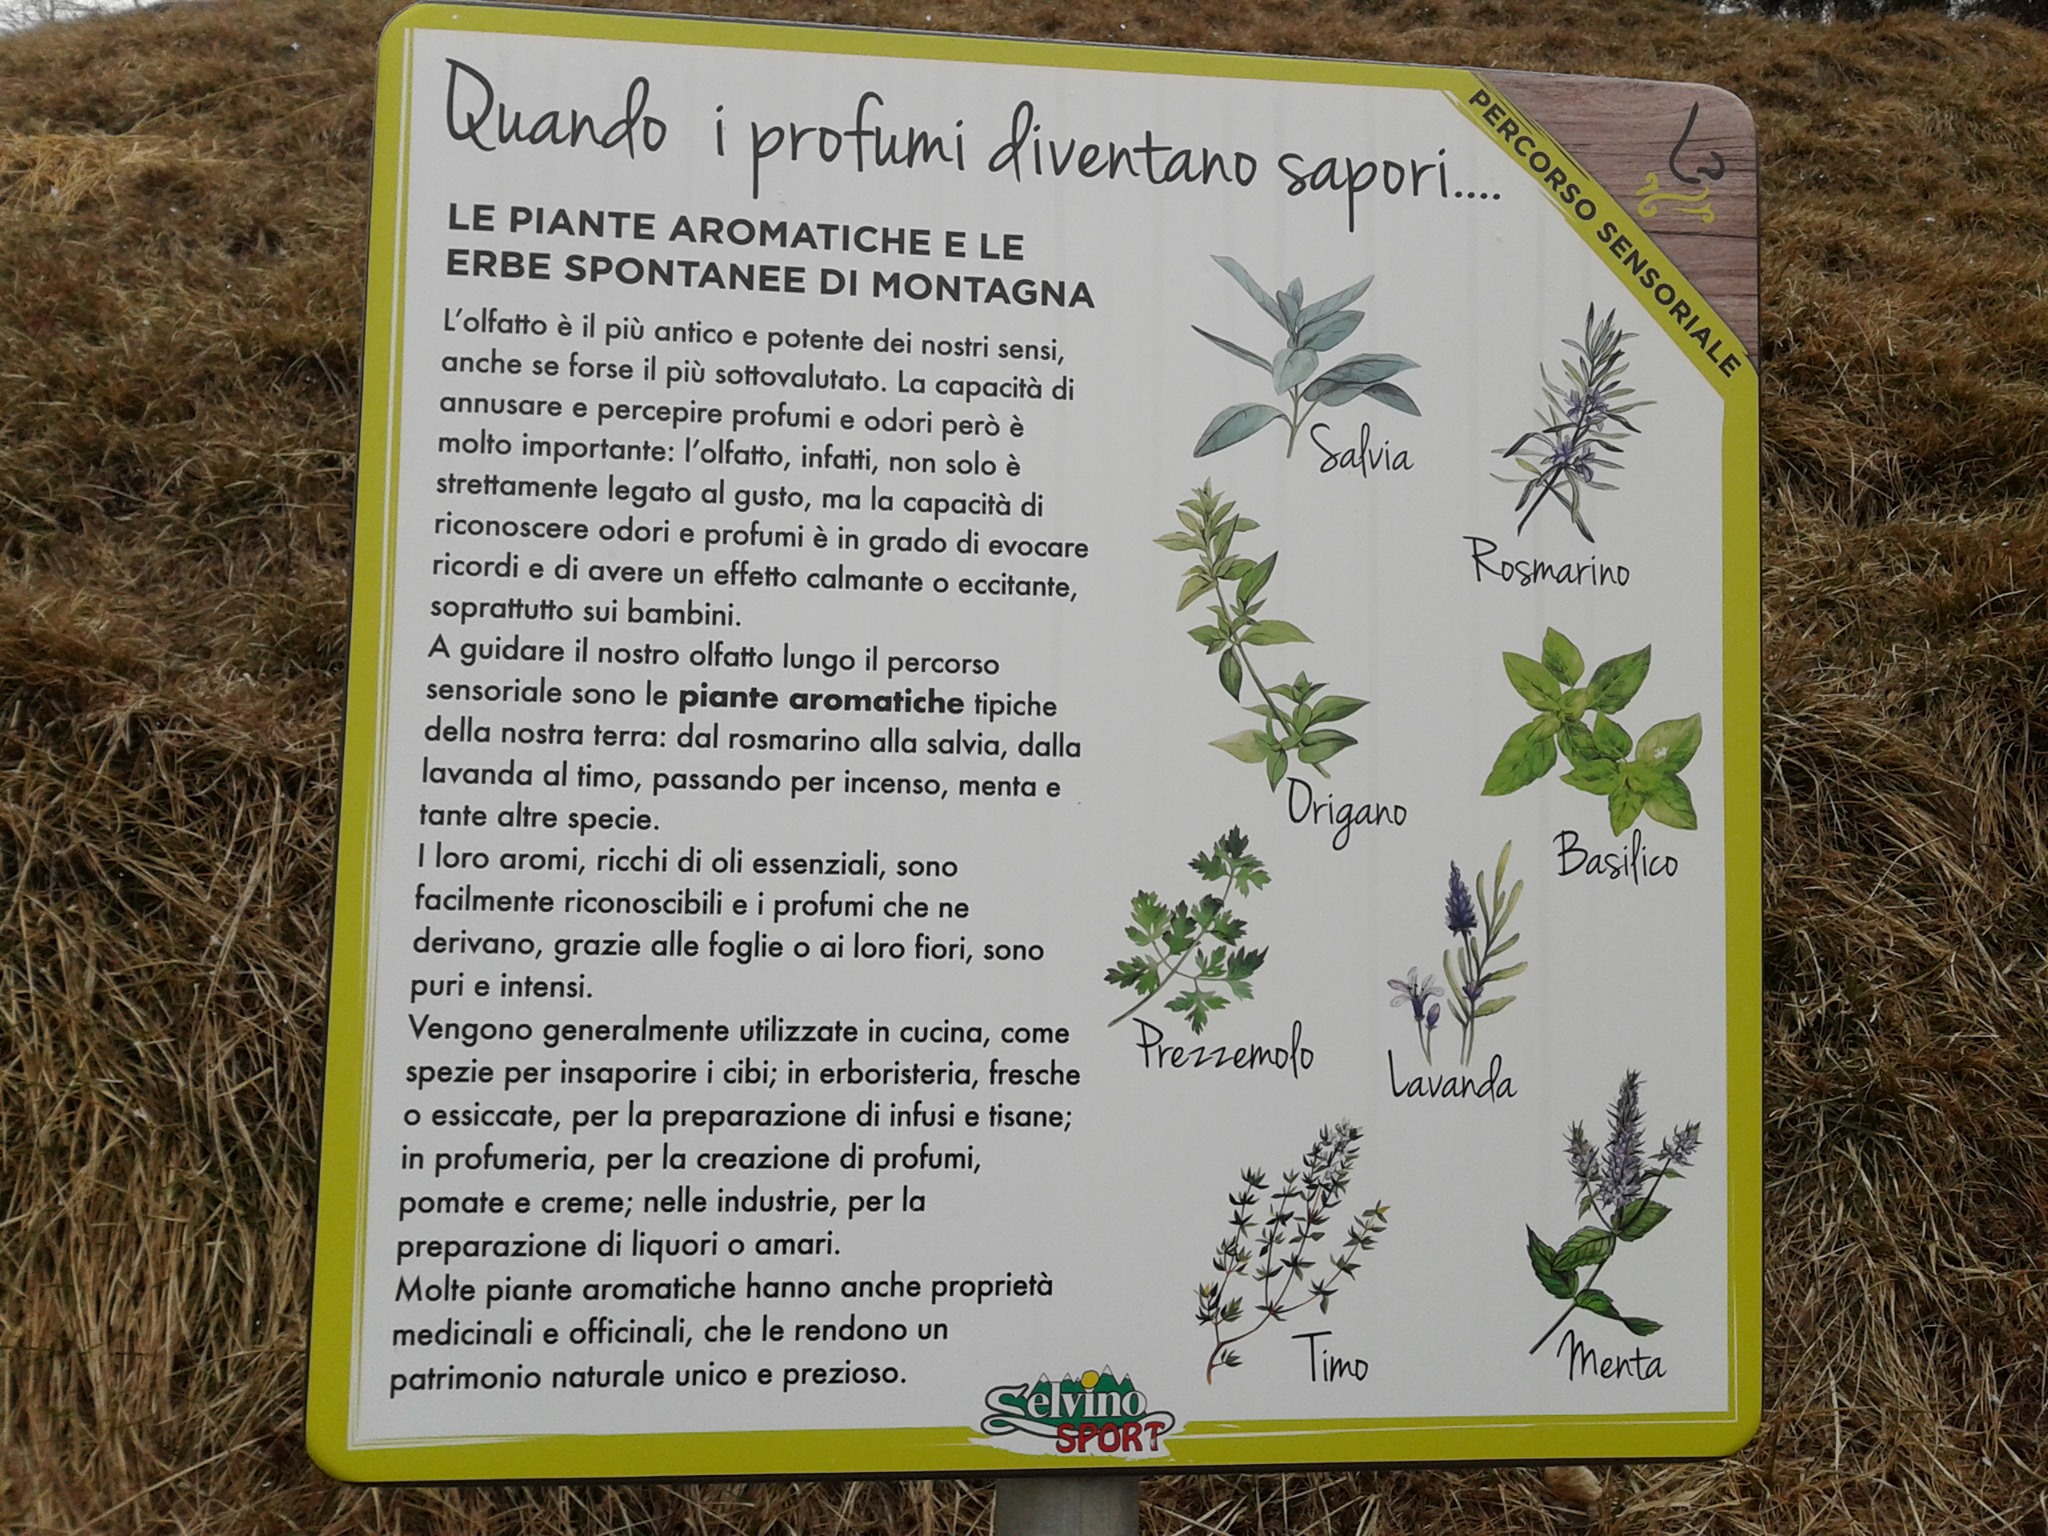 Quando i profumi diventano sapori....
PERCORSO SENSORIALE
LE PIANTE AROMATICHE E LE
ERBE SPONTANEE DI MONTAGNA
L'olfatto è il più antico e potente dei nostri sensi,
anche se forse il più sottovalutato. La capacità di
annusare e percepire profumi e odori però è
molto importante: l'olfatto, infatti, non solo è
strettamente legato al gusto, ma la capacità di
riconoscere odori e profumi è in grado di evocare
ricordi e di avere un effetto calmante o eccitante,
soprattutto sui bambini.
A guidare il nostro olfatto lungo il percorso
sensoriale sono le piante aromatiche tipiche
della nostra terra: dal rosmarino alla salvia, dalla
lavanda al timo, passando per incenso, menta e
tante altre specie.
I loro aromi, ricchi di oli essenziali, sono
facilmente riconoscibili e i profumi che ne
derivano, grazie alle foglie o ai loro fiori, sono
puri e intensi.
Vengono generalmente utilizzate in cucina, come
spezie per insaporire i cibi; in erboristeria, fresche
o essiccate, per la preparazione di infusi e tisane;
in profumeria, per la creazione di profumi,
pomate e creme; nelle industrie, per la
preparazione di liquori o amari.
Molte piante aromatiche hanno anche proprietà
medicinali e officinali, che le rendono un
patrimonio naturale unico e prezioso.
Salvia
Rosmarino
Origano
Basilico
Prezzemolo
Lavanda
Timo
Menta
Selvino
SPORT